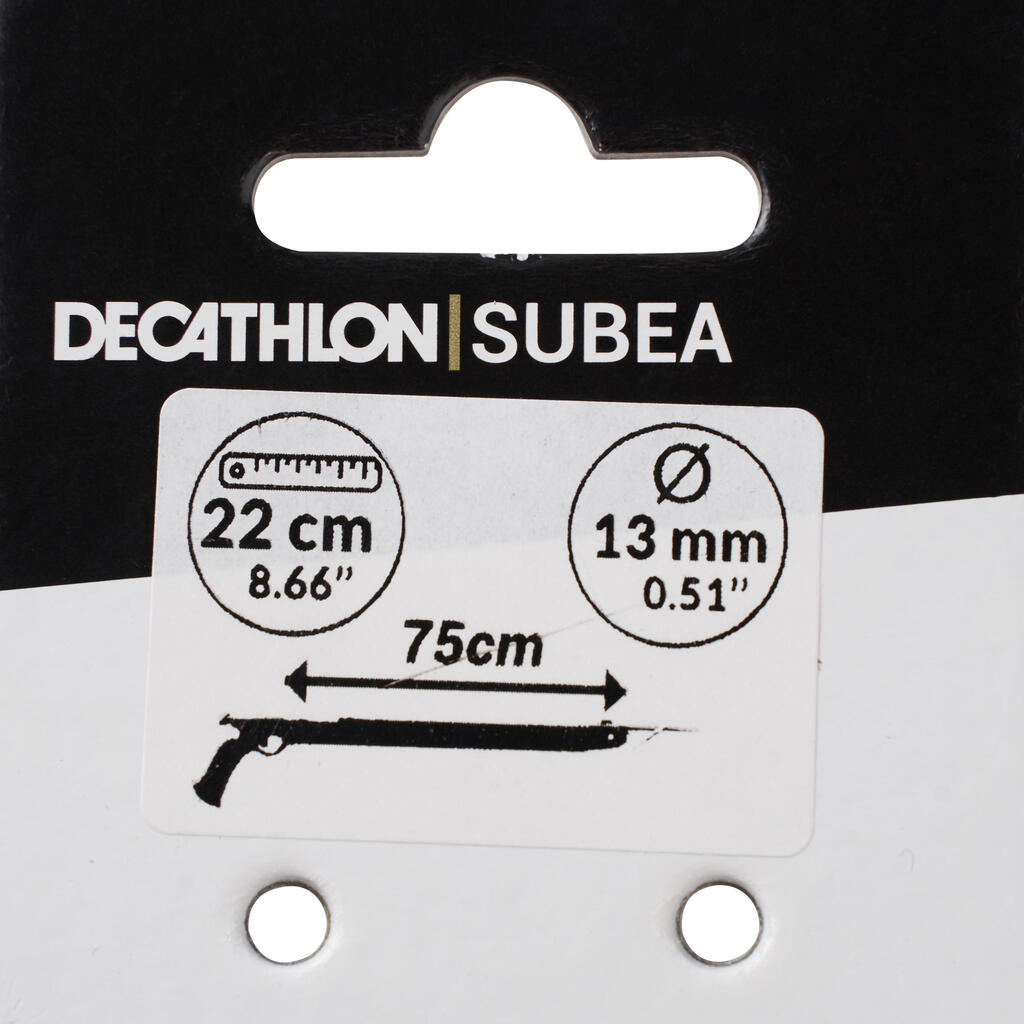 DECATHLON | SUBEA
22 cm
8.66”
Ø
13 mm
0.51”
75cm